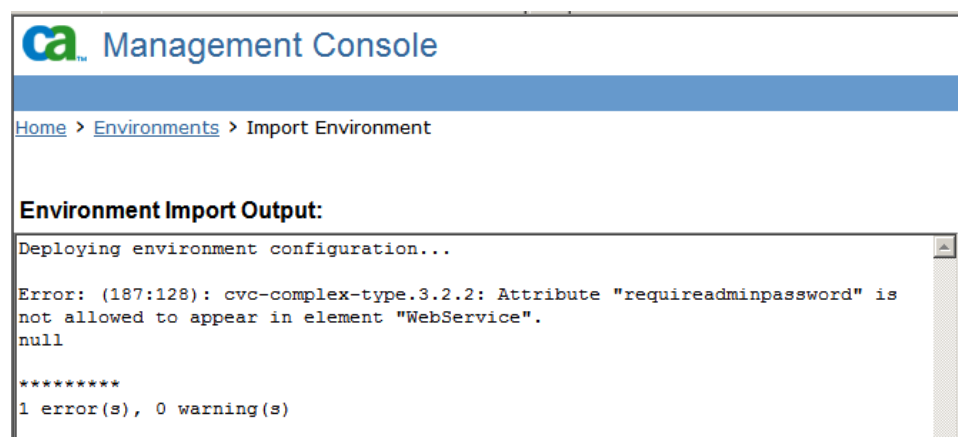 ca™ Management Console
Home > Environments > Import Environment
Environment Import Output:
Deploying environment configuration...
Error: (187:128): cvc-complex-type.3.2.2: Attribute "requireadminpassword" is
not allowed to appear in element "WebService".
null
*********
1 error(s), 0 warning(s)